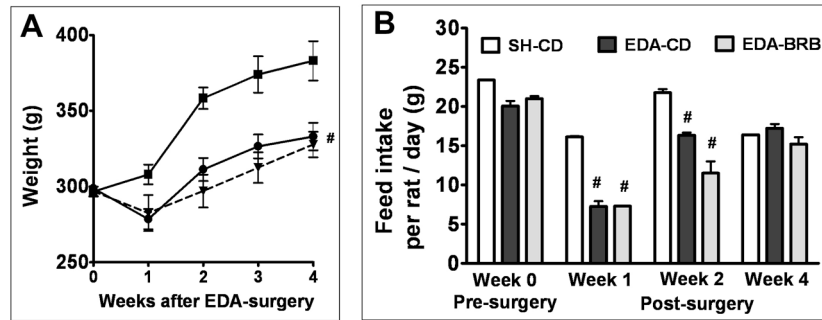 A
Weight (g)
400
350
300
250
#
0 1 2 3 4
Weeks after EDA-surgery
B
Feed intake
per rat / day (g)
30
25
20
15
10
5
0
SH-CD EDA-CD EDA-BRB
# #
# #
Week 0 Week 1 Week 2 Week 4
Pre-surgery Post-surgery